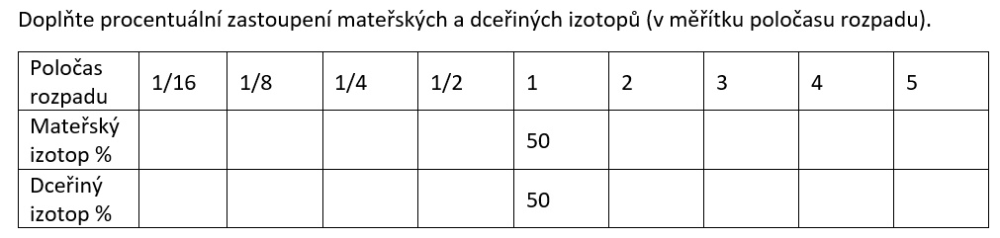 Doplňte procentuální zastoupení mateřských a dceřiných izotopů (v měřítku poločasu rozpadu).
Poločas rozpadu 1/16 1/8 1/4 1/2 1 2 3 4 5
Mateřský izotop % 50
Dceřiný izotop % 50